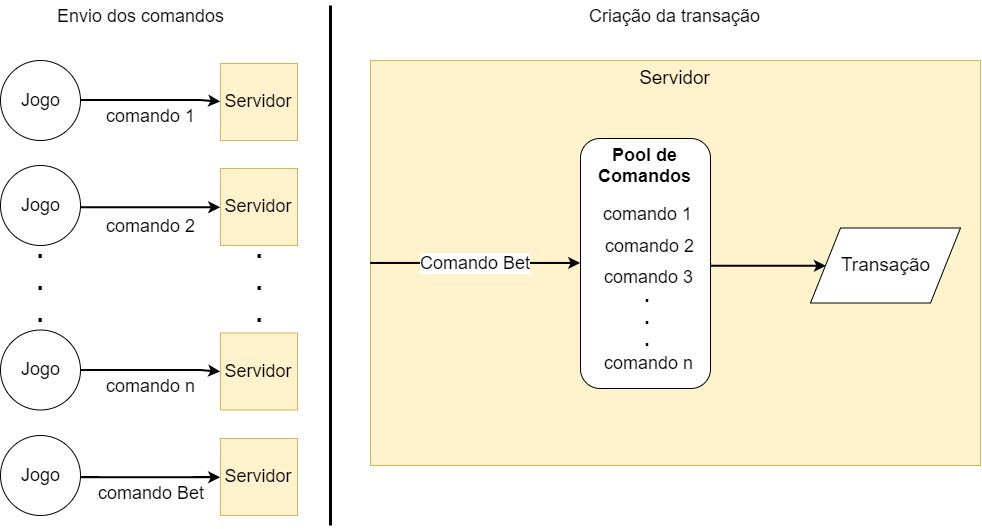 Envio dos comandos
Jogo
comando 1
Servidor
Jogo
comando 2
Servidor
.
.
.
.
.
.
Jogo
comando n
Servidor
Jogo
comando Bet
Servidor
Criação da transação
Servidor
Comando Bet
Pool de
Comandos
comando 1
comando 2
comando 3
.
.
.
comando n
Transação